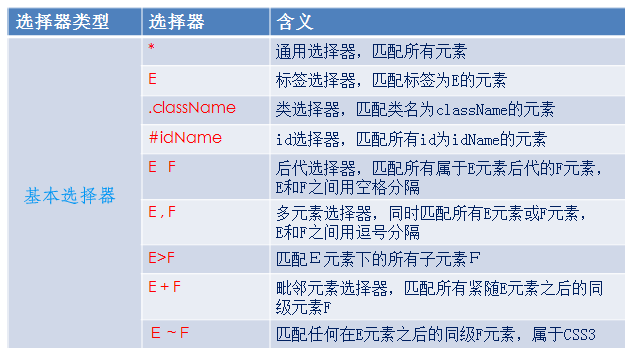 选择器类型 选择器 含义
基本选择器
* 通用选择器，匹配所有元素
E 标签选择器，匹配标签为E的元素
.className 类选择器，匹配类名为className的元素
#idName id选择器，匹配所有id为idName的元素
E F 后代选择器，匹配所有属于E元素后代的F元素，
E和F之间用空格分隔
E,F 多元素选择器，同时匹配所有E元素或F元素，
E和F之间用逗号分隔
E>F 匹配Ｅ元素下的所有子元素Ｆ
E+F 毗邻元素选择器，匹配所有紧随E元素之后的同
级元素F
Ｅ～Ｆ 匹配任何在E元素之后的同级F元素，属于CSS3